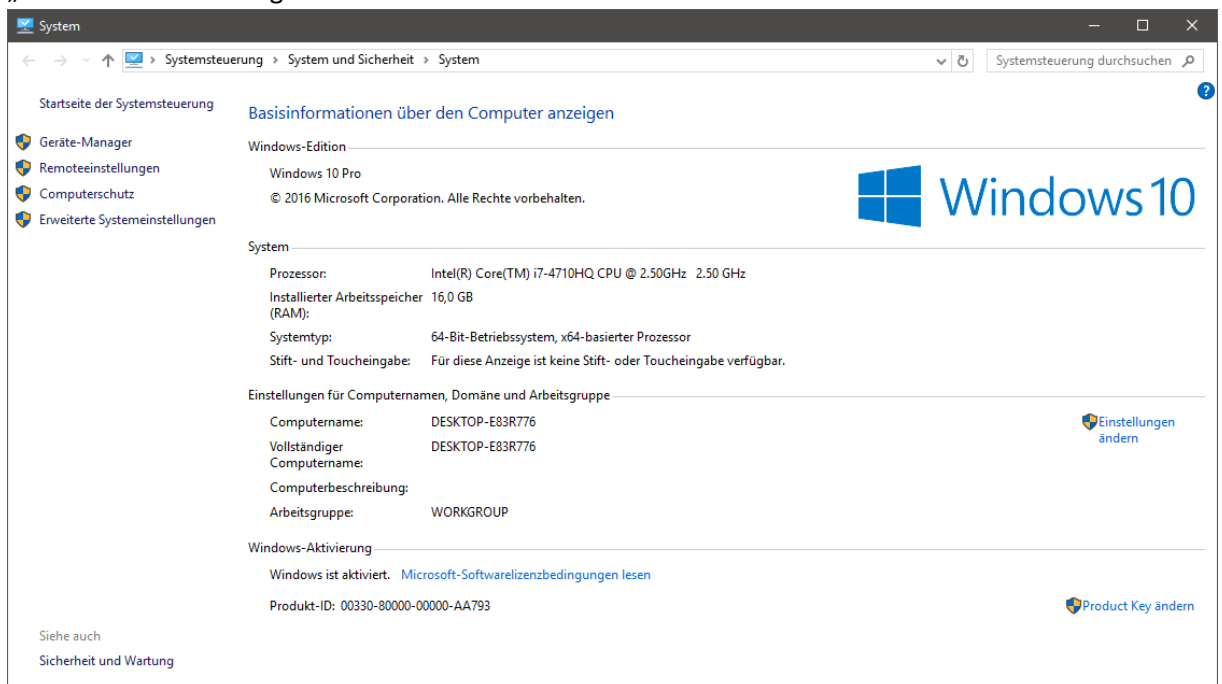 System
Systemsteuerung > System und Sicherheit > System
Systemsteuerung durchsuchen
Startseite der Systemsteuerung
Geräte-Manager
Remoteeinstellungen
Computerschutz
Erweiterte Systemeinstellungen
Basisinformationen über den Computer anzeigen
Windows-Edition
Windows 10 Pro
© 2016 Microsoft Corporation. Alle Rechte vorbehalten.
Windows 10
System
Prozessor: Intel(R) Core(TM) i7-4710HQ CPU @ 2.50GHz 2.50 GHz
Installierter Arbeitsspeicher 16,0 GB
(RAM):
Systemtyp: 64-Bit-Betriebssystem, x64-basierter Prozessor
Stift- und Toucheingabe: Für diese Anzeige ist keine Stift- oder Toucheingabe verfügbar.
Einstellungen für Computernamen, Domäne und Arbeitsgruppe
Computername: DESKTOP-E83R776
Einstellungen
ändern
Vollständiger DESKTOP-E83R776
Computername:
Computerbeschreibung:
Arbeitsgruppe: WORKGROUP
Windows-Aktivierung
Windows ist aktiviert. Microsoft-Softwarelizenzbedingungen lesen
Produkt-ID: 00330-80000-00000-AA793
Product Key ändern
Siehe auch
Sicherheit und Wartung